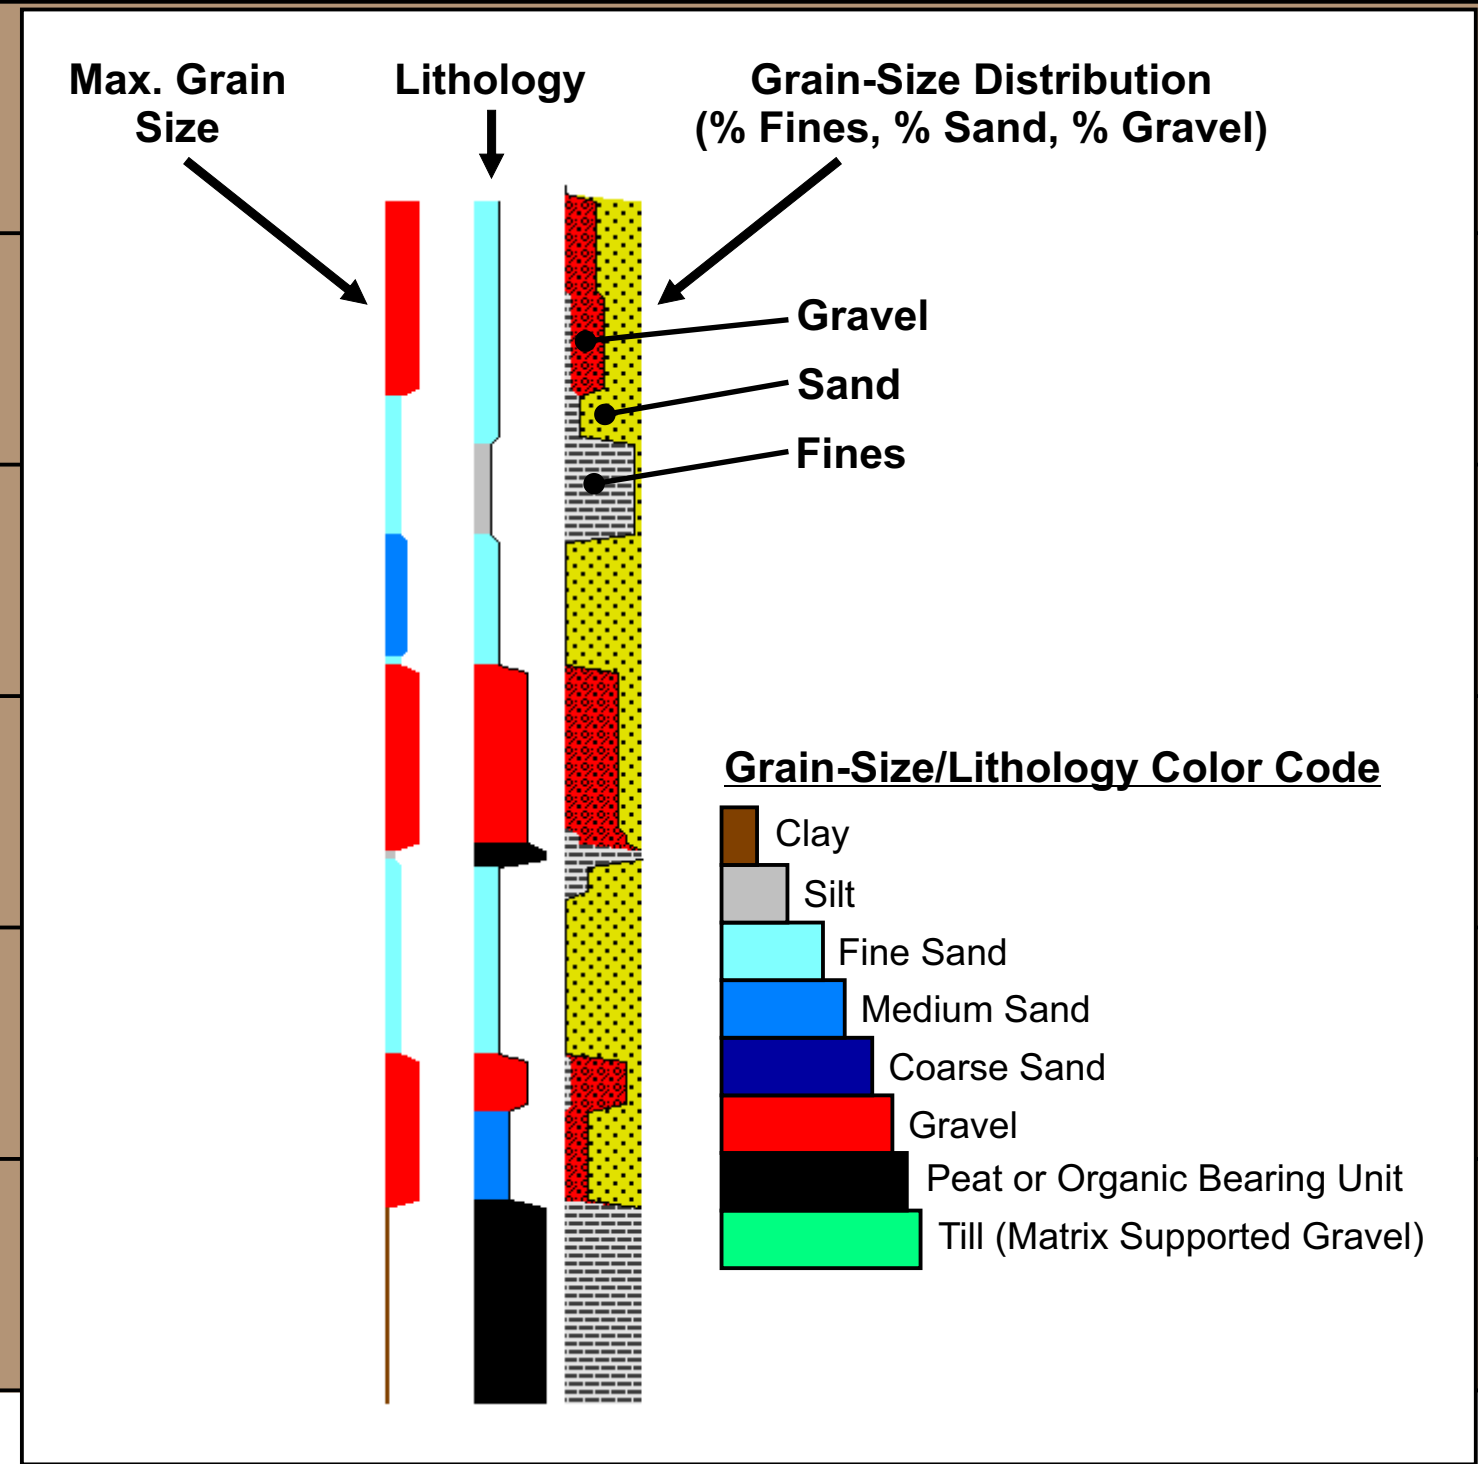 Max. Grain
Size
Lithology
Grain-Size Distribution
(% Fines, % Sand, % Gravel)
Gravel
Sand
Fines
Grain-Size/Lithology Color Code
Clay
Silt
Fine Sand
Medium Sand
Coarse Sand
Gravel
Peat or Organic Bearing Unit
Till (Matrix Supported Gravel)